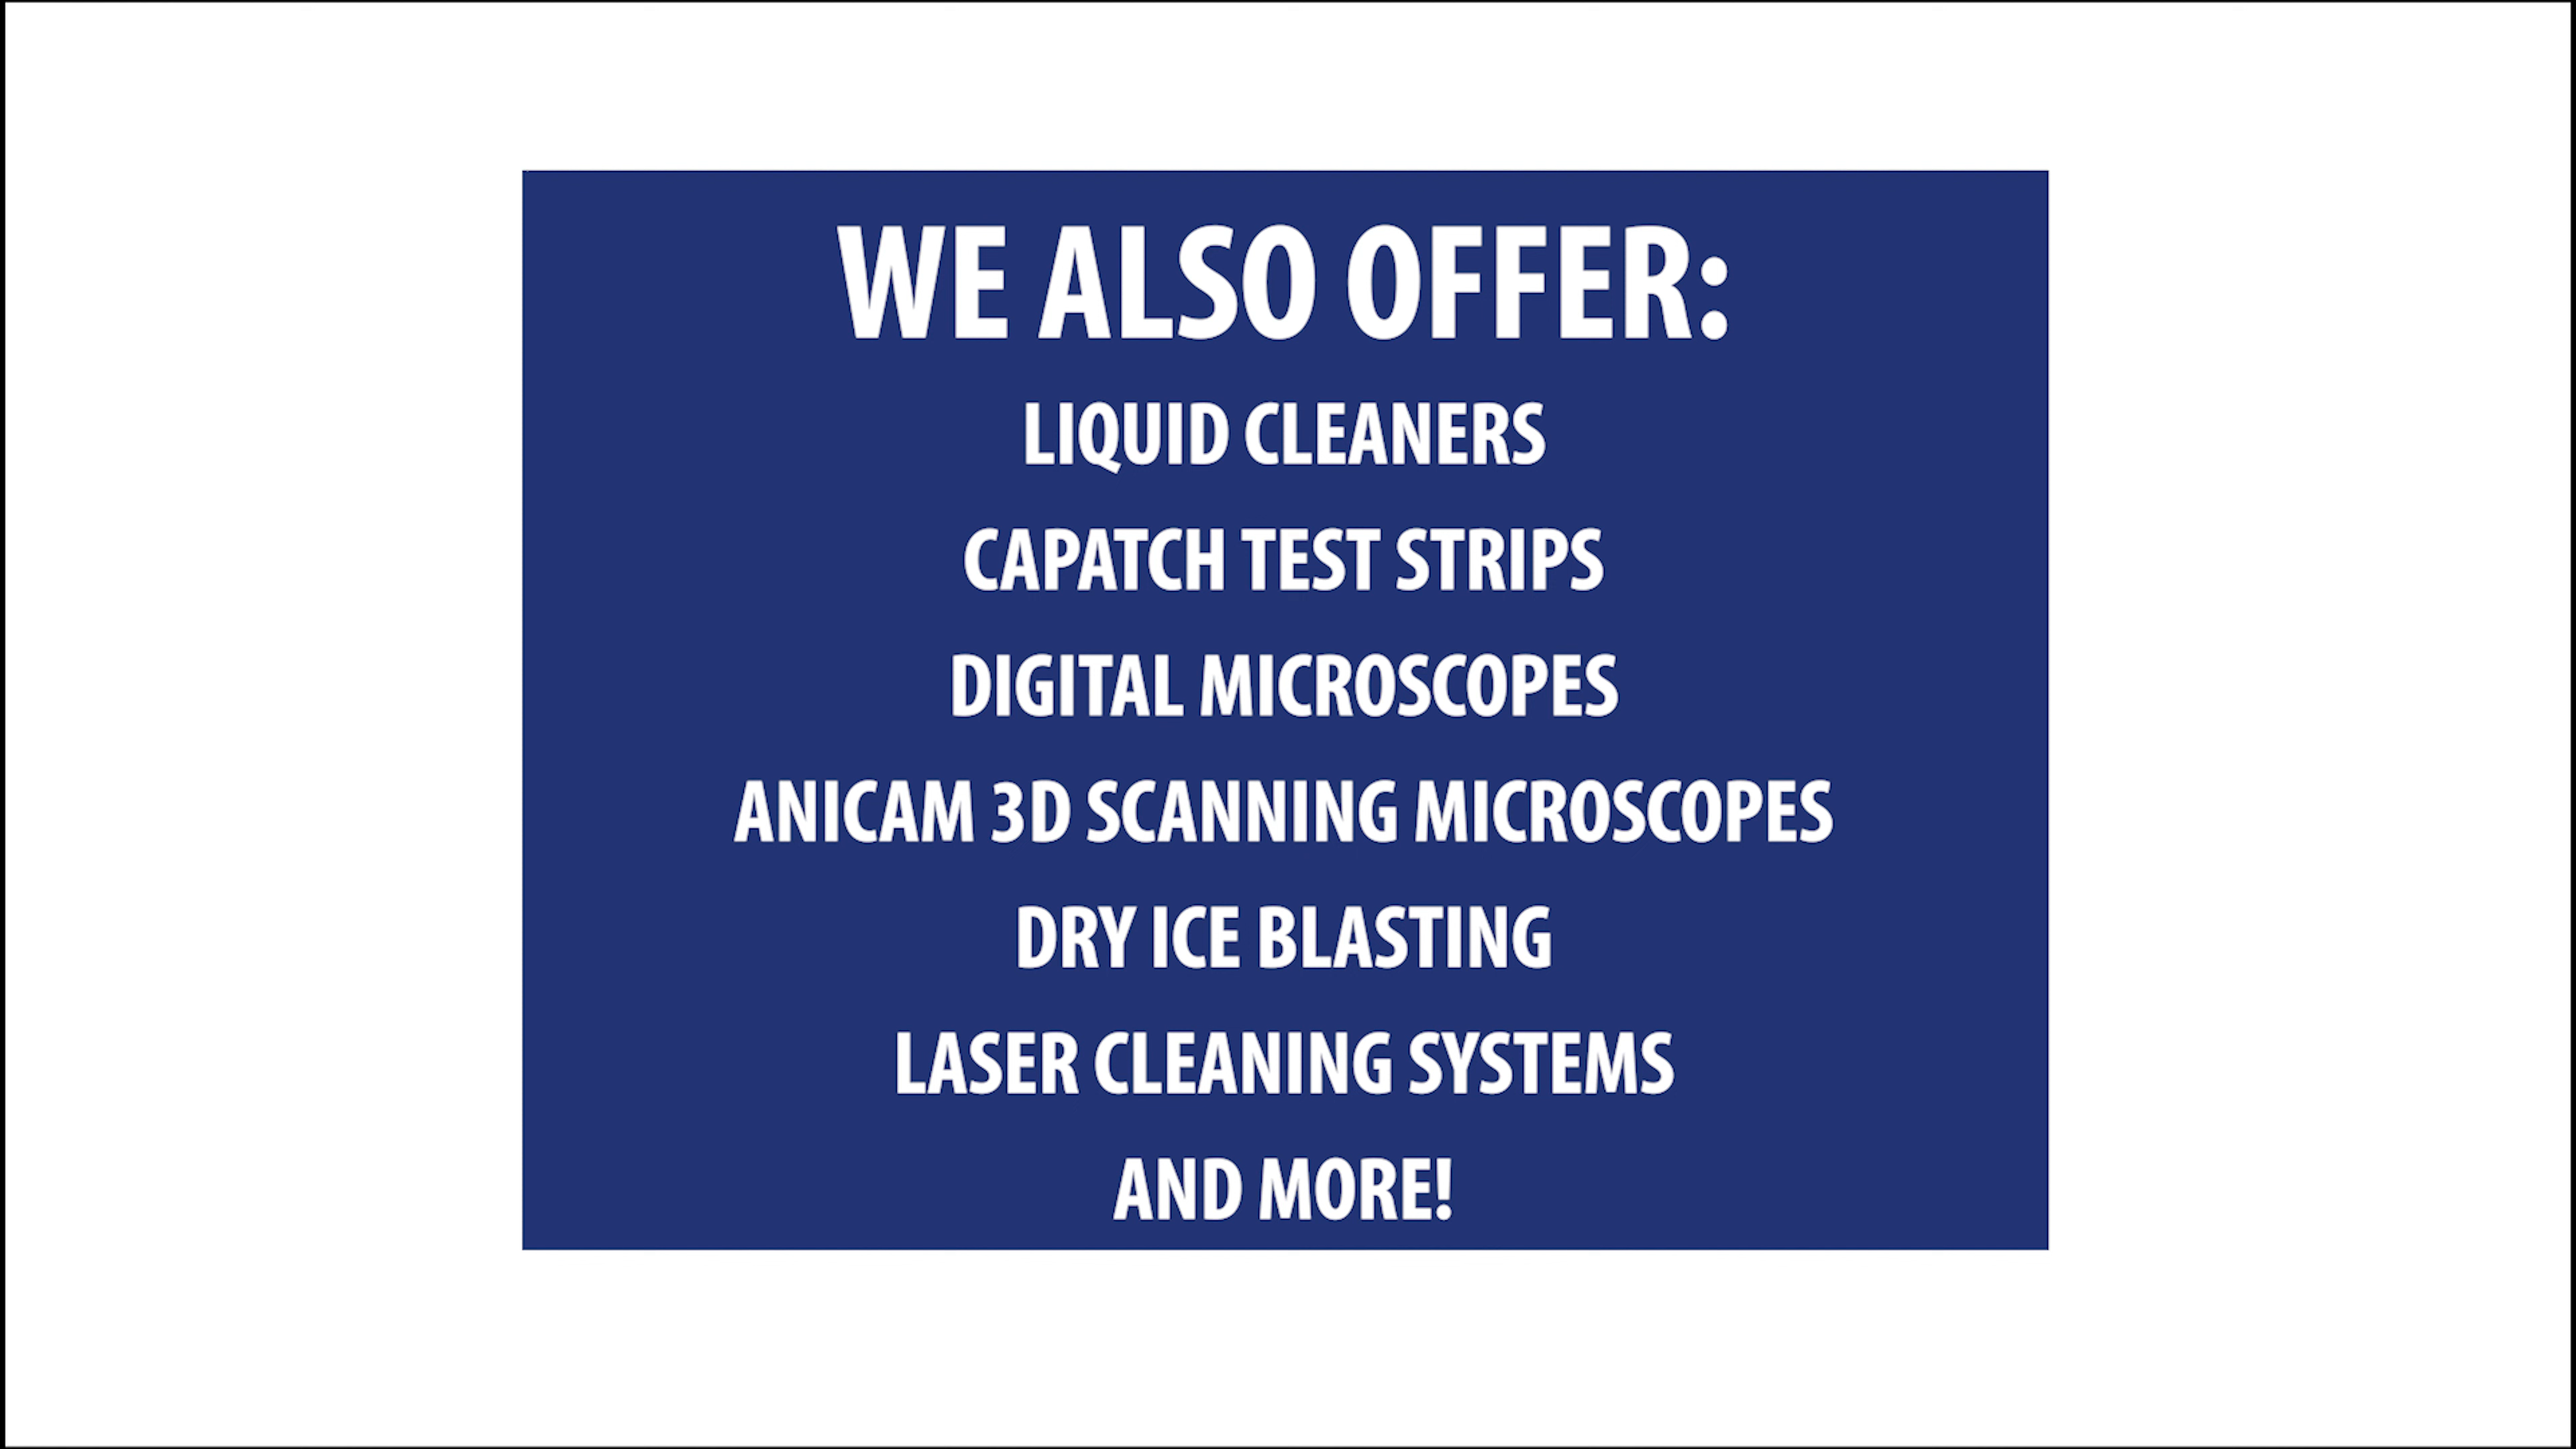 WE ALSO OFFER:
LIQUID CLEANERS
CAPATCH TEST STRIPS
DIGITAL MICROSCOPES
ANICAM 3D SCANNING MICROSCOPES
DRY ICE BLASTING
LASER CLEANING SYSTEMS
AND MORE!